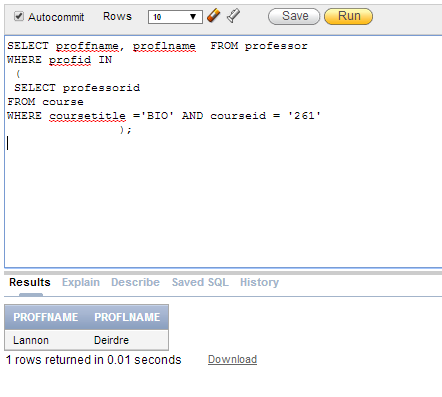 Autocommit Rows 10 Save Run
SELECT proffname, proflname FROM professor
WHERE profid IN
(
SELECT professorid
FROM course
WHERE coursetitle ='BIO' AND courseid = '261'
);
Results Explain Describe Saved SQL History
PROFFNAME PROFLNAME
Lannon Deirdre
1 rows returned in 0.01 seconds Download